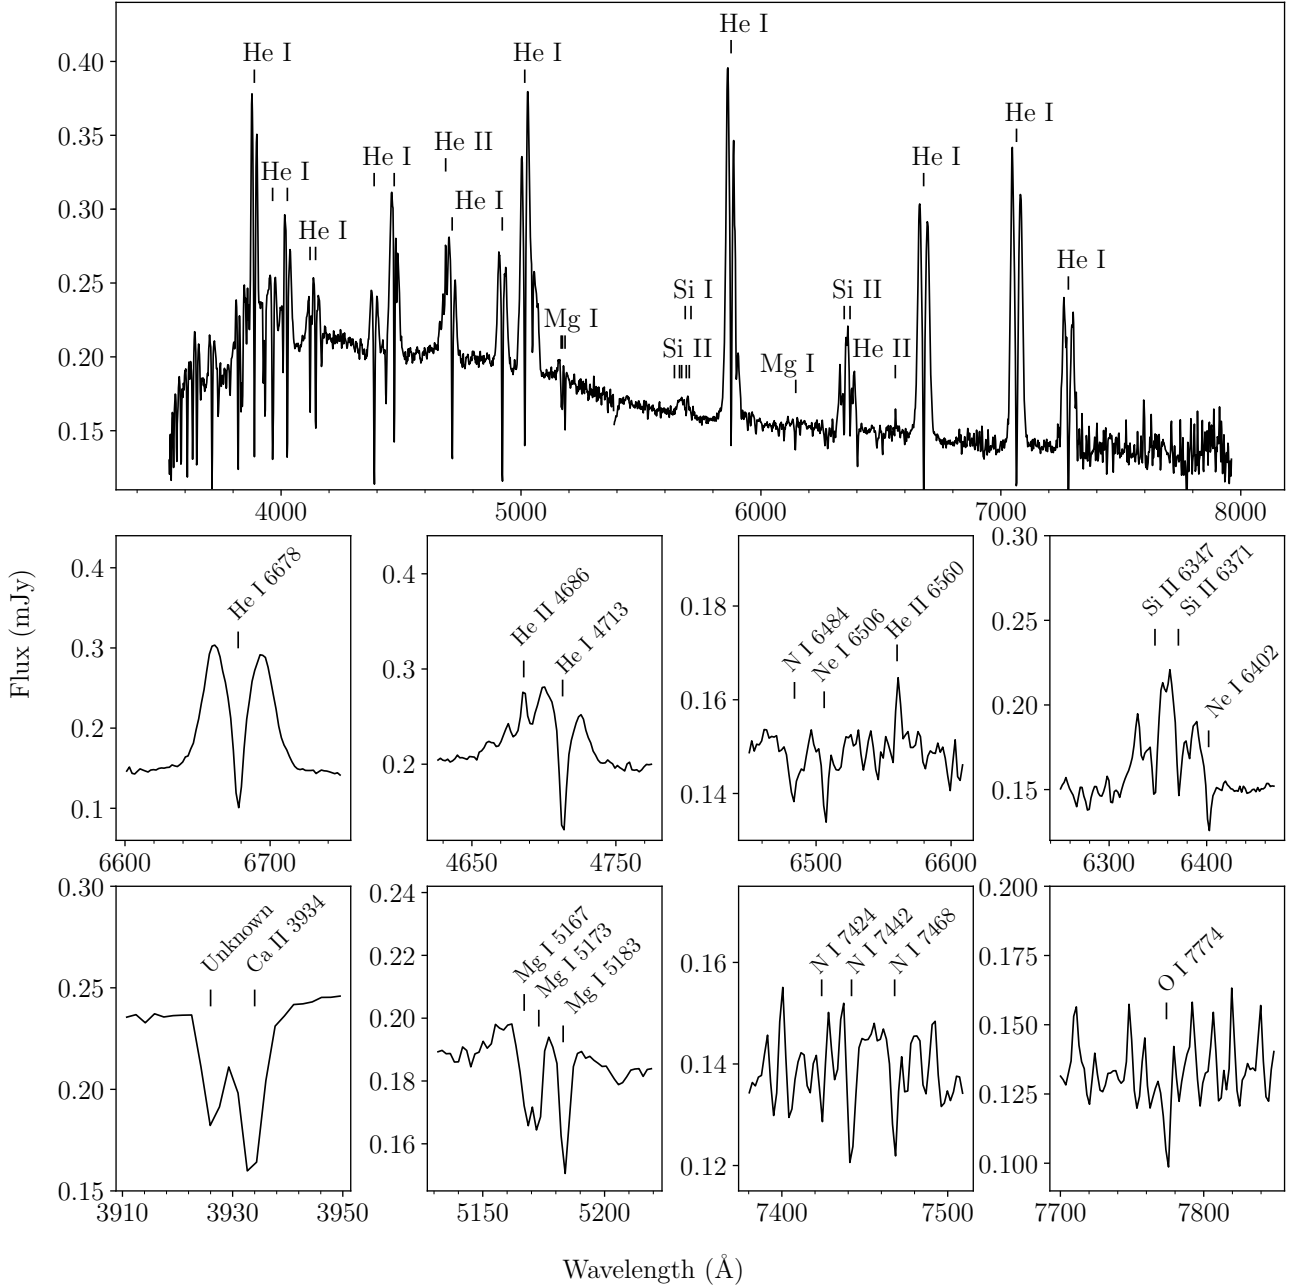 He I
He I
He I
He I
He II
He I
He I
He I
He I
He I
He I
He I
Mg I
Si I
Si II
Mg I
Si II
He II
0.40
0.35
0.30
0.25
0.20
0.15
4000 5000 6000 7000 8000
Flux (mJy)
He I 6678
0.4
0.3
0.2
0.1
6600 6700
He II 4686
He I 4713
0.4
0.3
0.2
4650 4750
N I 6484
Ne I 6506
He II 6560
0.18
0.16
0.14
6500 6600
Si II 6347
Si II 6371
Ne I 6402
0.30
0.25
0.20
0.15
6300 6400
Unknown
Ca II 3934
0.30
0.25
0.20
0.15
3910 3930 3950
Mg I 5167
Mg I 5173
Mg I 5183
0.24
0.22
0.20
0.18
0.16
5150 5200
N I 7424
N I 7442
N I 7468
0.16
0.14
0.12
7400 7500
O I 7774
0.200
0.175
0.150
0.125
0.100
7700 7800
Wavelength (Å)